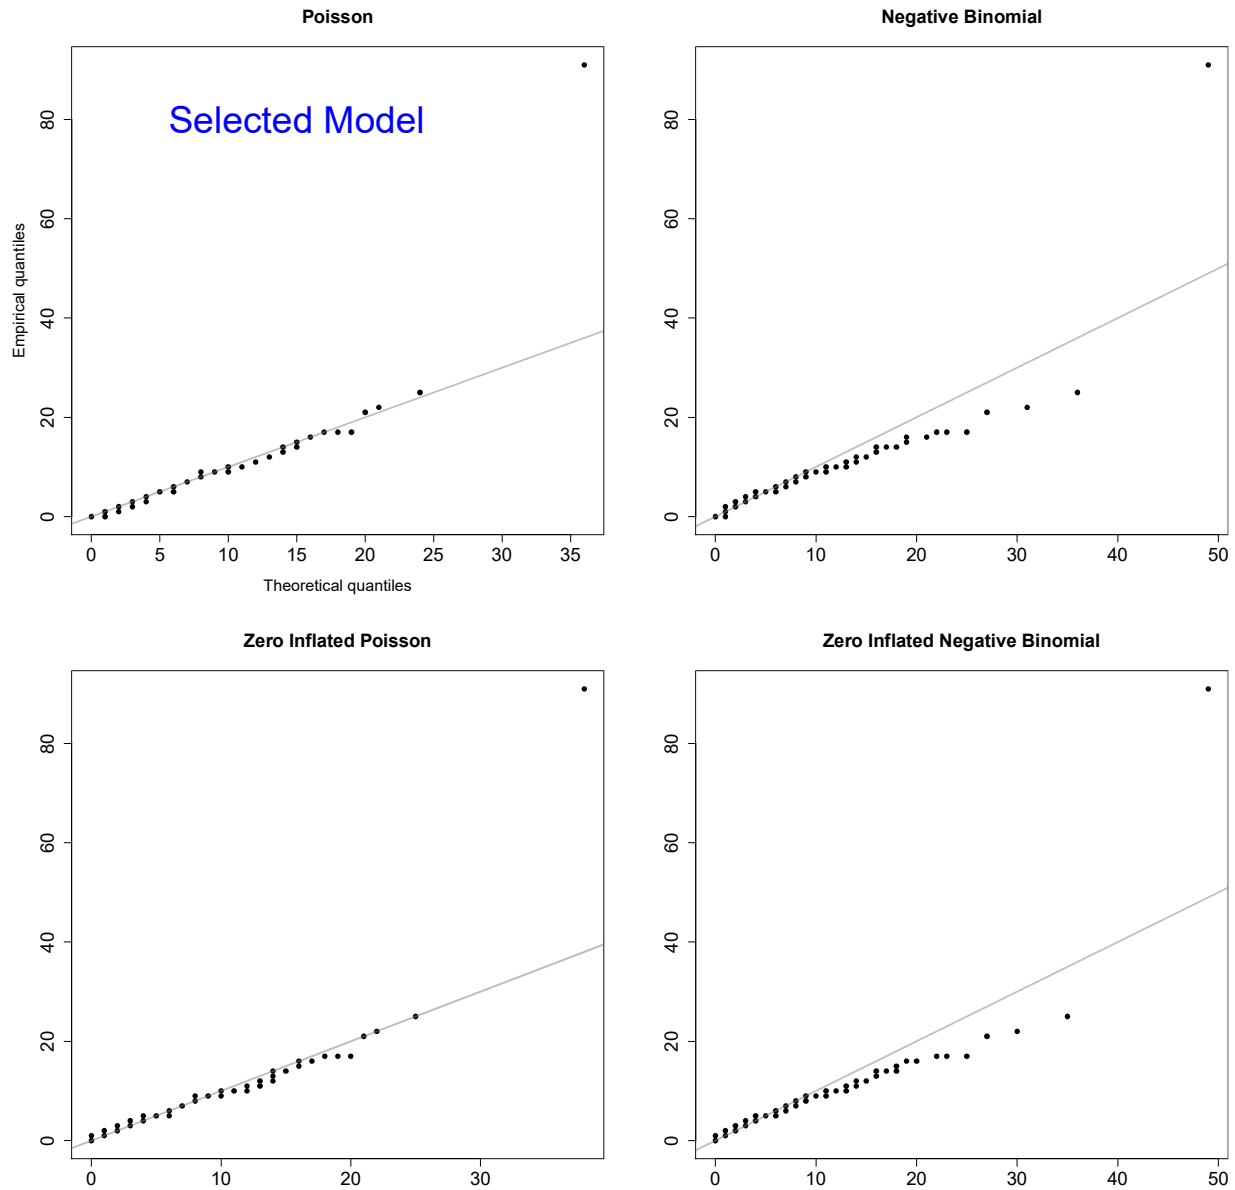 Poisson
Negative Binomial
Selected Model
Empirical quantiles
0 20 40 60 80
0 5 10 15 20 25 30 35
Theoretical quantiles
0 20 40 60 80
0 10 20 30 40 50
Zero Inflated Poisson
Zero Inflated Negative Binomial
0 20 40 60 80
0 10 20 30
0 20 40 60 80
0 10 20 30 40 50